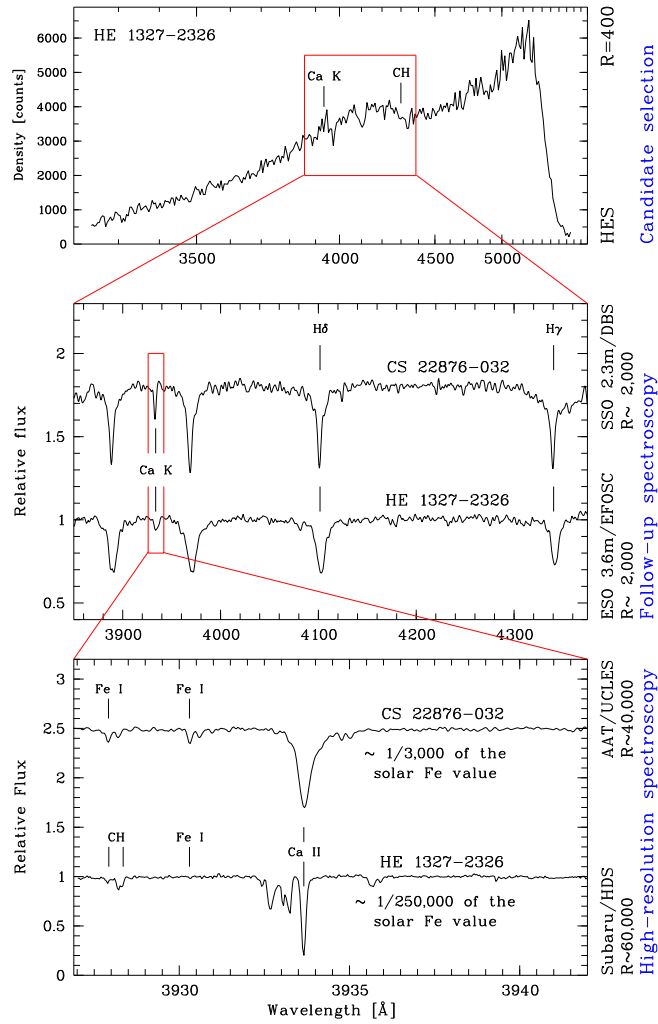 HE 1327-2326
Ca K
CH
Density [counts]
6000
5000
4000
3000
2000
1000
0
3500
4000
4500
5000
HES
R=400
Candidate selection
Hδ
Hγ
CS 22876-032
Ca K
HE 1327-2326
Relative flux
2
1.5
1
0.5
3900
4000
4100
4200
4300
SSO 2.3m/DBS
R~ 2,000
ESO 3.6m/EFOSC
R~ 2,000
Follow-up spectroscopy
Fe I
Fe I
CS 22876-032
~ 1/3,000 of the
solar Fe value
CH
Fe I
Ca II
HE 1327-2326
~ 1/250,000 of the
solar Fe value
Relative Flux
3
2.5
2
1.5
1
0.5
0
3930
3935
3940
Wavelength [Å]
AAT/UCLES
R~40,000
Subaru/HDS
R~60,000
High-resolution spectroscopy